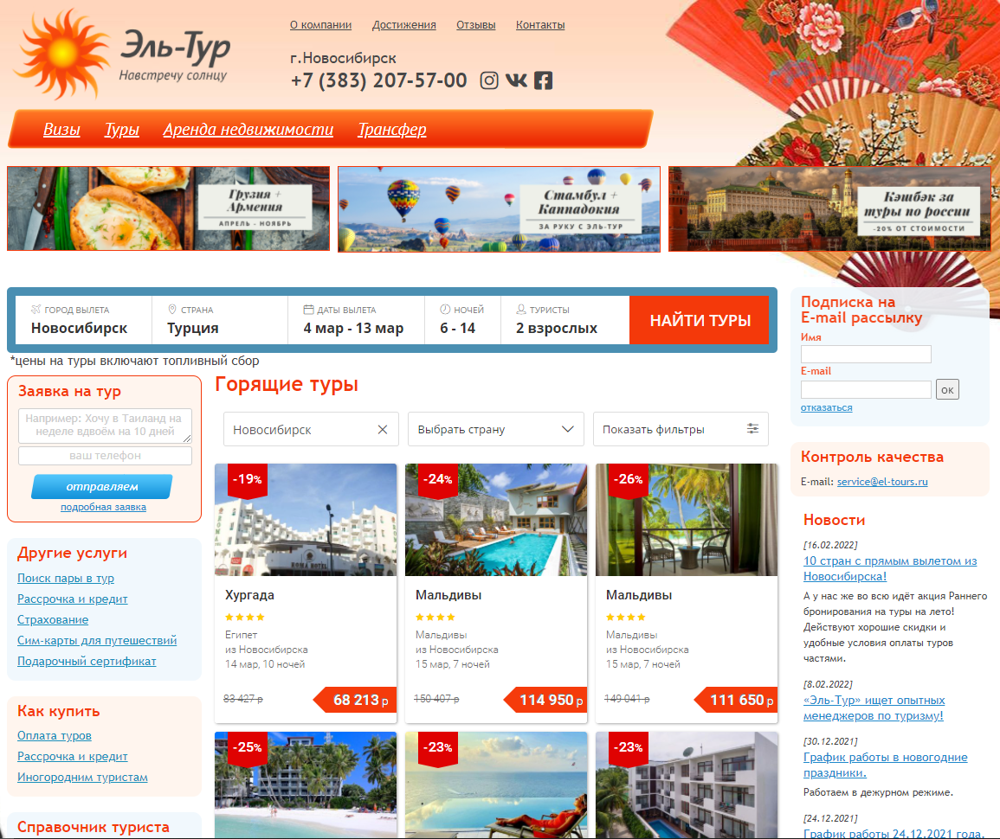 Эль-Тур
Навстречу солнцу
О компании
Достижения
Отзывы
Контакты
г.Новосибирск
+7 (383) 207-57-00
Визы
Туры
Аренда недвижимости
Трансфер
Грузия +
Армения
АПРЕЛЬ - НОЯБРЬ
Стамбул +
Каппадокия
ЗА РУКУ С ЭЛЬ-ТУР
Кэшбэк за
туры по россии
-20% ОТ СТОИМОСТИ
ГОРОД ВЫЛЕТА
Новосибирск
СТРАНА
Турция
ДАТЫ ВЫЛЕТА
4 мар - 13 мар
НОЧЕЙ
6 - 14
ТУРИСТЫ
2 взрослых
НАЙТИ ТУРЫ
*цены на туры включают топливный сбор
Заявка на тур
Например: Хочу в Таиланд на
неделе вдвоём на 10 дней
ваш телефон
отправляем
подробная заявка
Другие услуги
Поиск пары в тур
Рассрочка и кредит
Страхование
Сим-карты для путешествий
Подарочный сертификат
Как купить
Оплата туров
Рассрочка и кредит
Иногородним туристам
Справочник туриста
Горящие туры
Новосибирск
Выбрать страну
Показать фильтры
-19%
ROMA HOTEL
Хургада
Египет
из Новосибирска
14 мар, 10 ночей
83 427 р
68 213 р
-24%
Мальдивы
Мальдивы
из Новосибирска
15 мар, 7 ночей
150 407 р
114 950 р
-26%
Мальдивы
Мальдивы
из Новосибирска
15 мар, 7 ночей
149 041 р
111 650 р
-25%
-23%
-23%
Подписка на
E-mail рассылку
Имя
E-mail
ок
отказаться
Контроль качества
E-mail: service@el-tours.ru
Новости
[16.02.2022]
10 стран с прямым вылетом из
Новосибирска!
А у нас же во всю идёт акция Раннего
бронирования на туры на лето!
Действуют хорошие скидки и
удобные условия оплаты туров
частями.
[8.02.2022]
«Эль-Тур» ищет опытных
менеджеров по туризму!
[30.12.2021]
График работы в новогодние
праздники.
Работаем в дежурном режиме.
[24.12.2021]
График работы 24.12.2021 года.